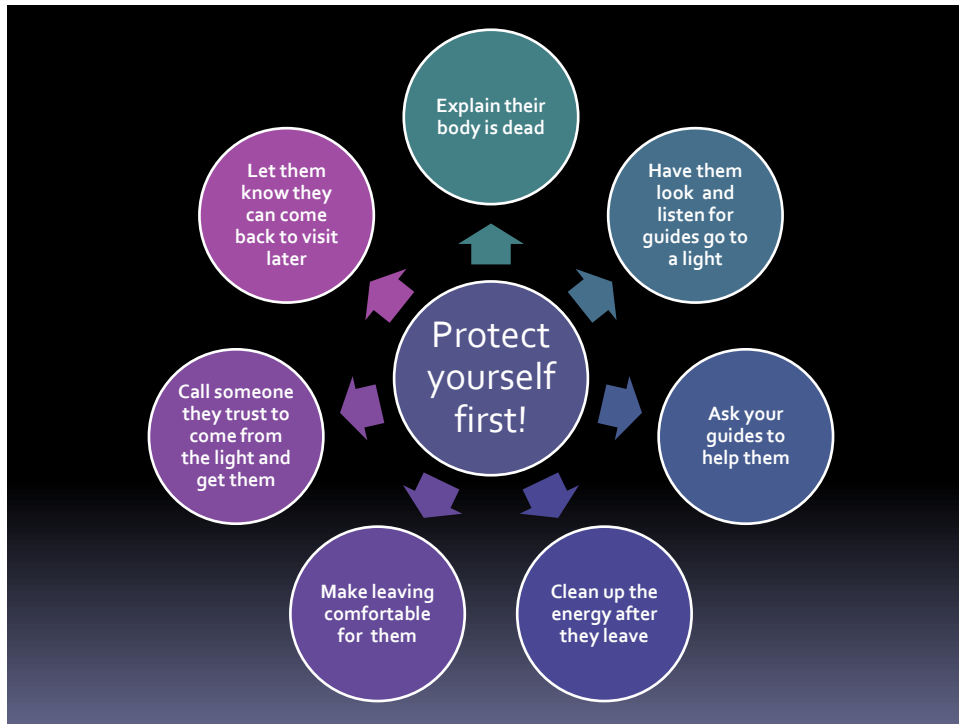 Protect
yourself
first!
Explain their
body is dead
Have them
look and
listen for
guides go to
a light
Ask your
guides to
help them
Clean up the
energy after
they leave
Make leaving
comfortable
for them
Call someone
they trust to
come from
the light and
get them
Let them
know they
can come
back to visit
later